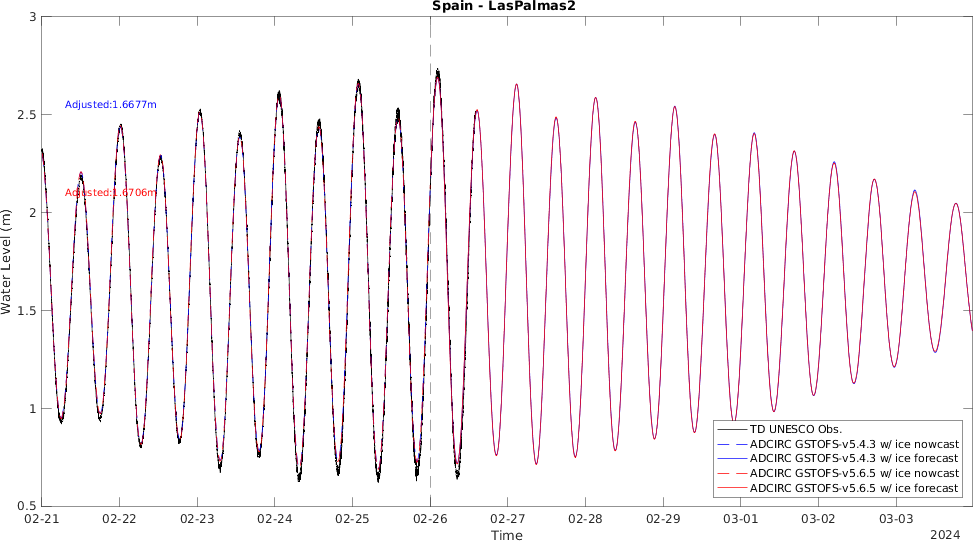 Spain - LasPalmas2
3
2.5
2
1.5
1
0.5
Water Level (m)
Adjusted:1.6677m
Adjusted:1.6706m
TD UNESCO Obs.
ADCIRC GSTOFS-v5.4.3 w/ ice nowcast
ADCIRC GSTOFS-v5.4.3 w/ ice forecast
ADCIRC GSTOFS-v5.6.5 w/ ice nowcast
ADCIRC GSTOFS-v5.6.5 w/ ice forecast
02-21 02-22 02-23 02-24 02-25 02-26 02-27 02-28 02-29 03-01 03-02 03-03
Time
2024